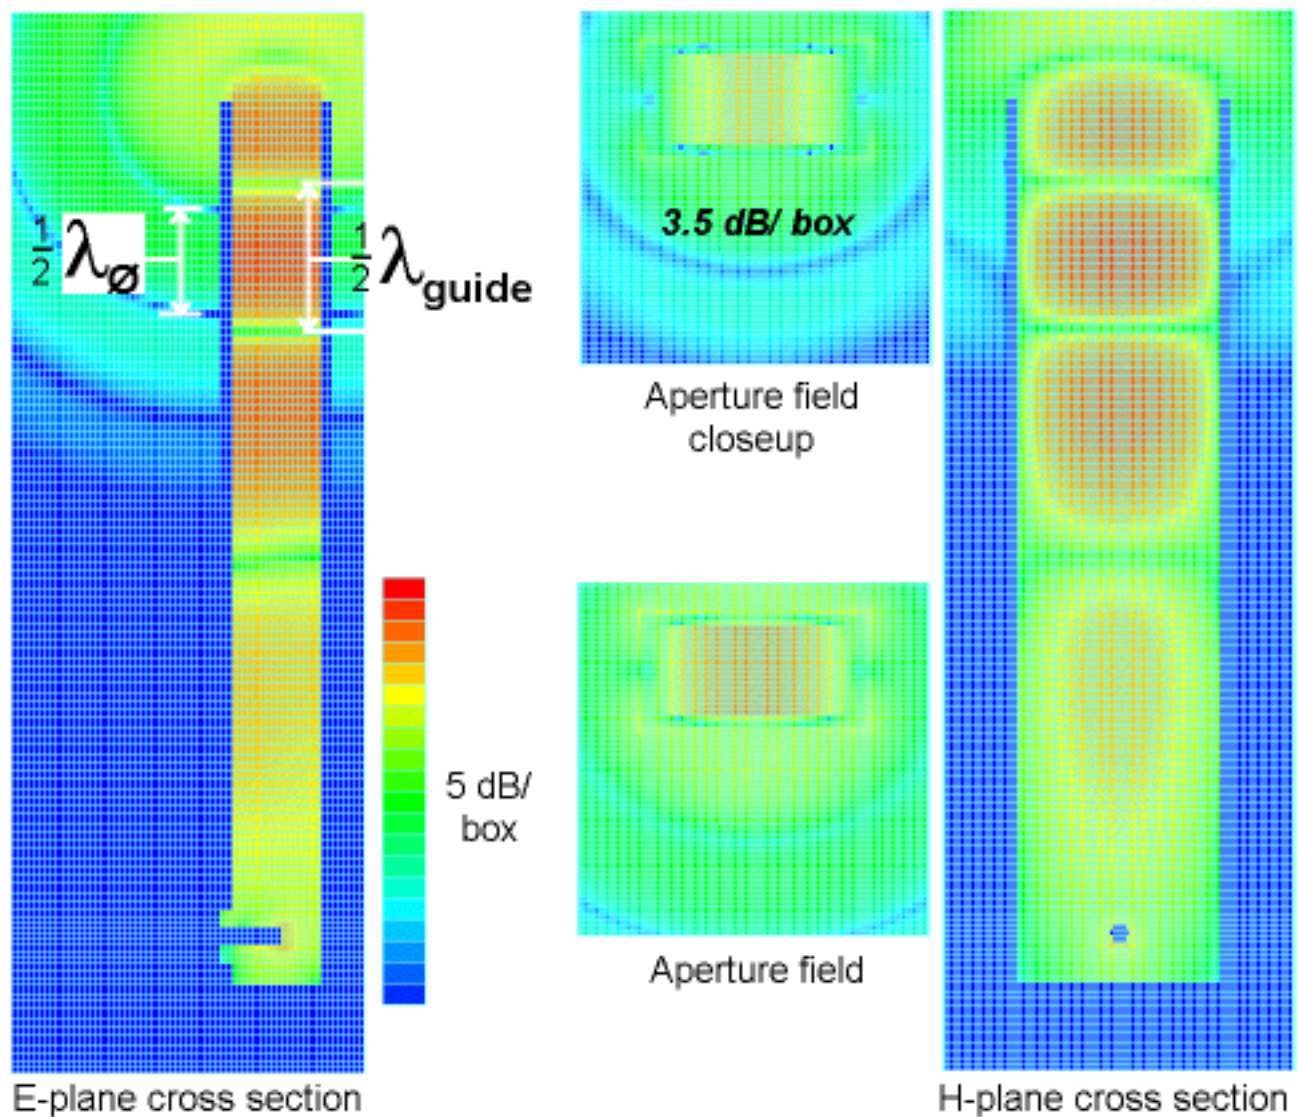 1/2 λø
1/2 λguide
5 dB/
box
E-plane cross section
3.5 dB/ box
Aperture field
closeup
Aperture field
H-plane cross section